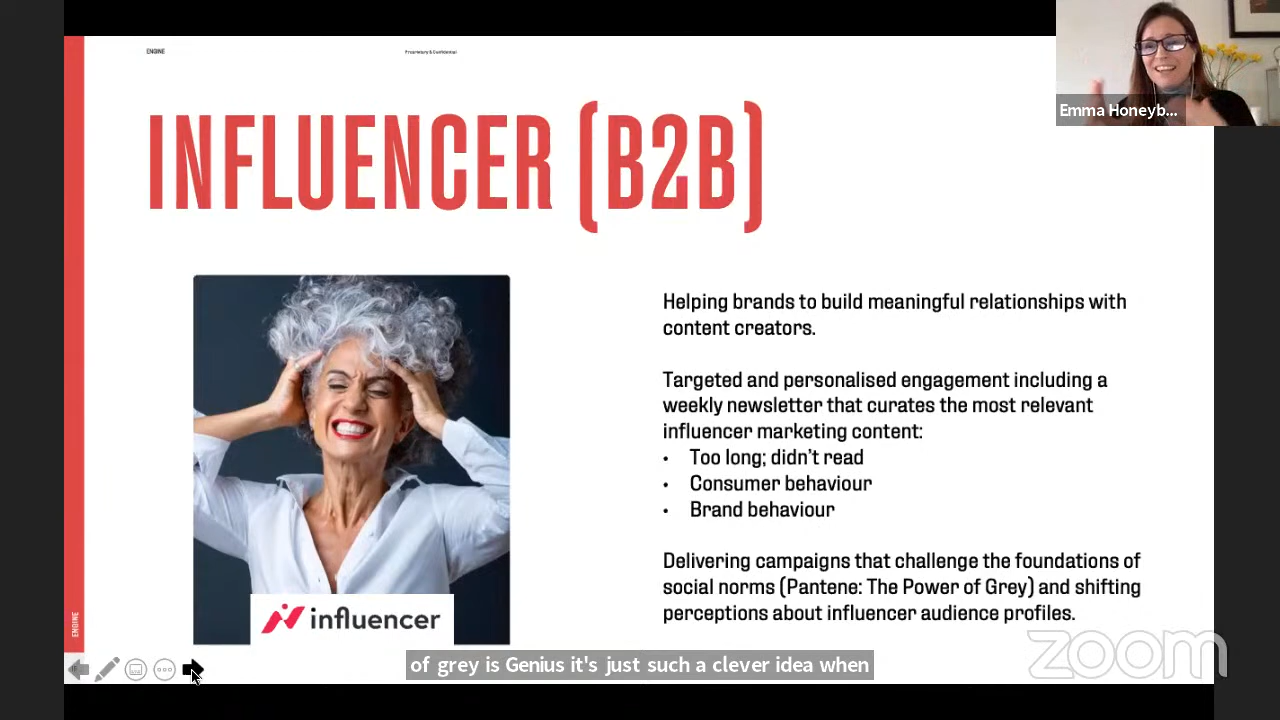 ENGINE
Proprietary & Confidential
Emma Honeyb...
INFLUENCER (B2B)
Helping brands to build meaningful relationships with
content creators.
Targeted and personalised engagement including a
weekly newsletter that curates the most relevant
influencer marketing content:
• Too long; didn't read
• Consumer behaviour
• Brand behaviour
Delivering campaigns that challenge the foundations of
social norms (Pantene: The Power of Grey) and shifting
perceptions about influencer audience profiles.
influencer
ENGINE
zoom
of grey is Genius it's just such a clever idea when